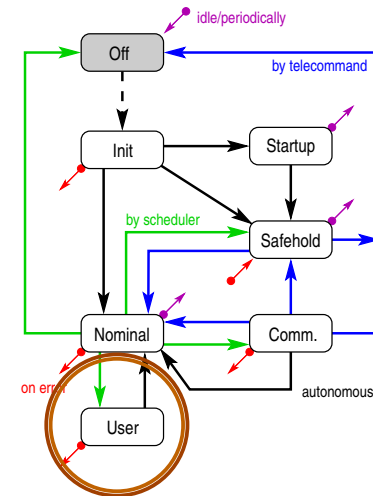 idle/periodically
Off
by telecommand
Init
Startup
by scheduler
Safehold
Nominal
Comm.
on error
autonomous
User